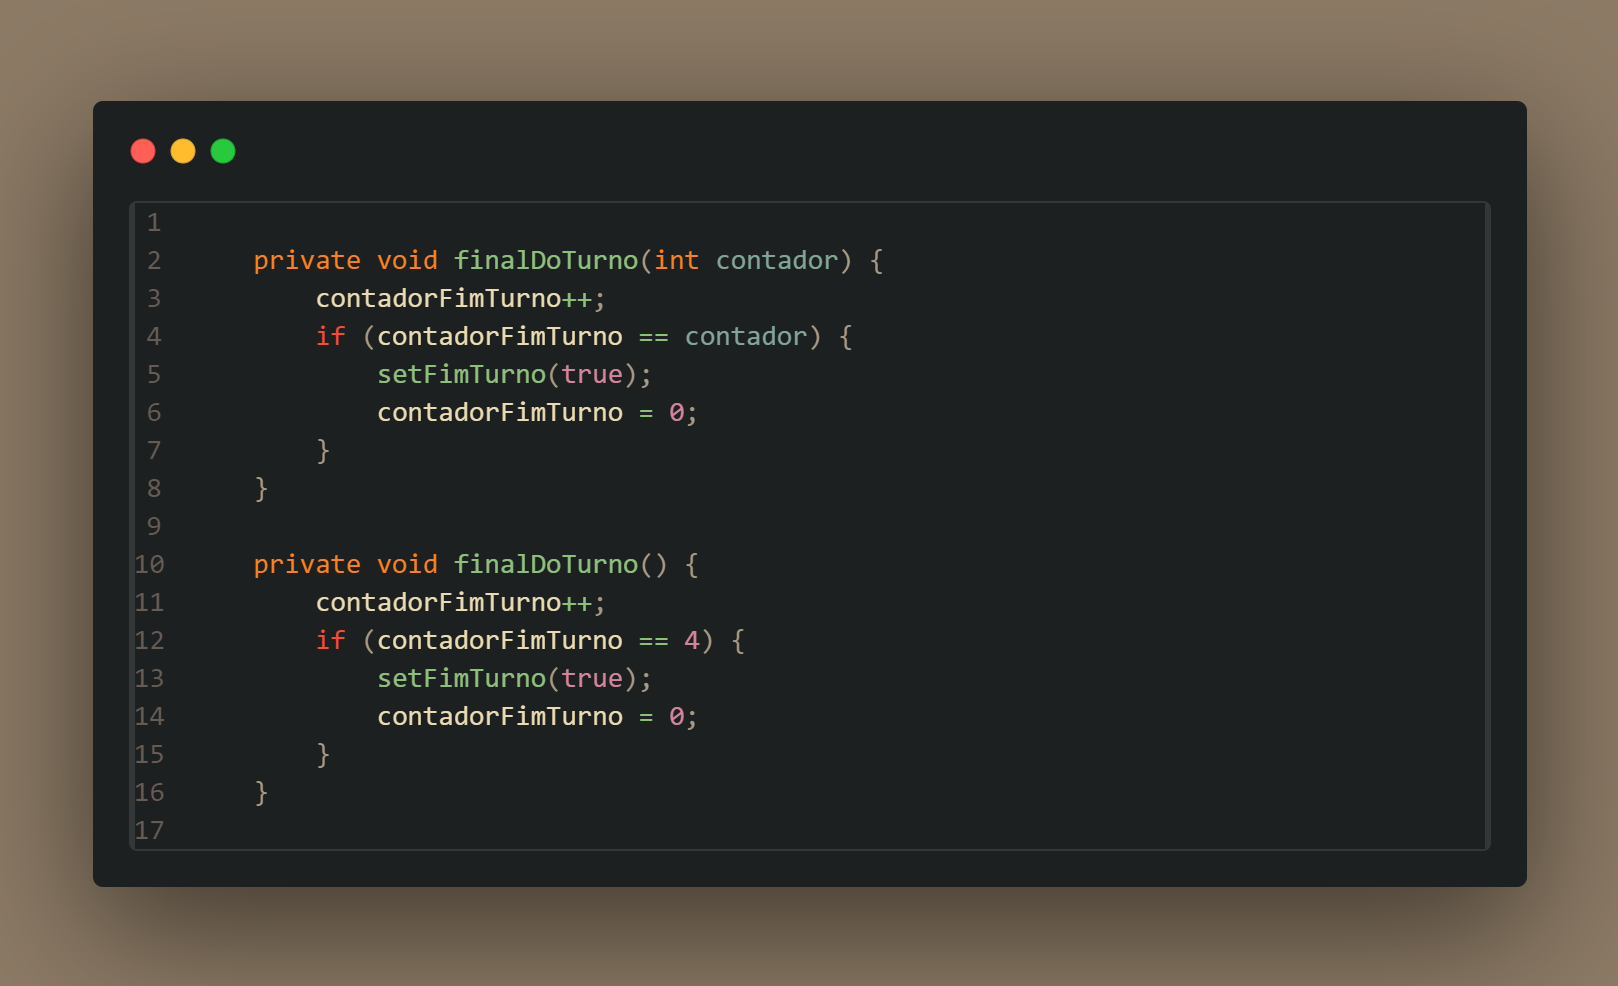 1
2 private void finalDoTurno(int contador) {
3 contadorFimTurno++;
4 if (contadorFimTurno == contador) {
5 setFimTurno(true);
6 contadorFimTurno = 0;
7 }
8 }
9
10 private void finalDoTurno() {
11 contadorFimTurno++;
12 if (contadorFimTurno == 4) {
13 setFimTurno(true);
14 contadorFimTurno = 0;
15 }
16 }
17